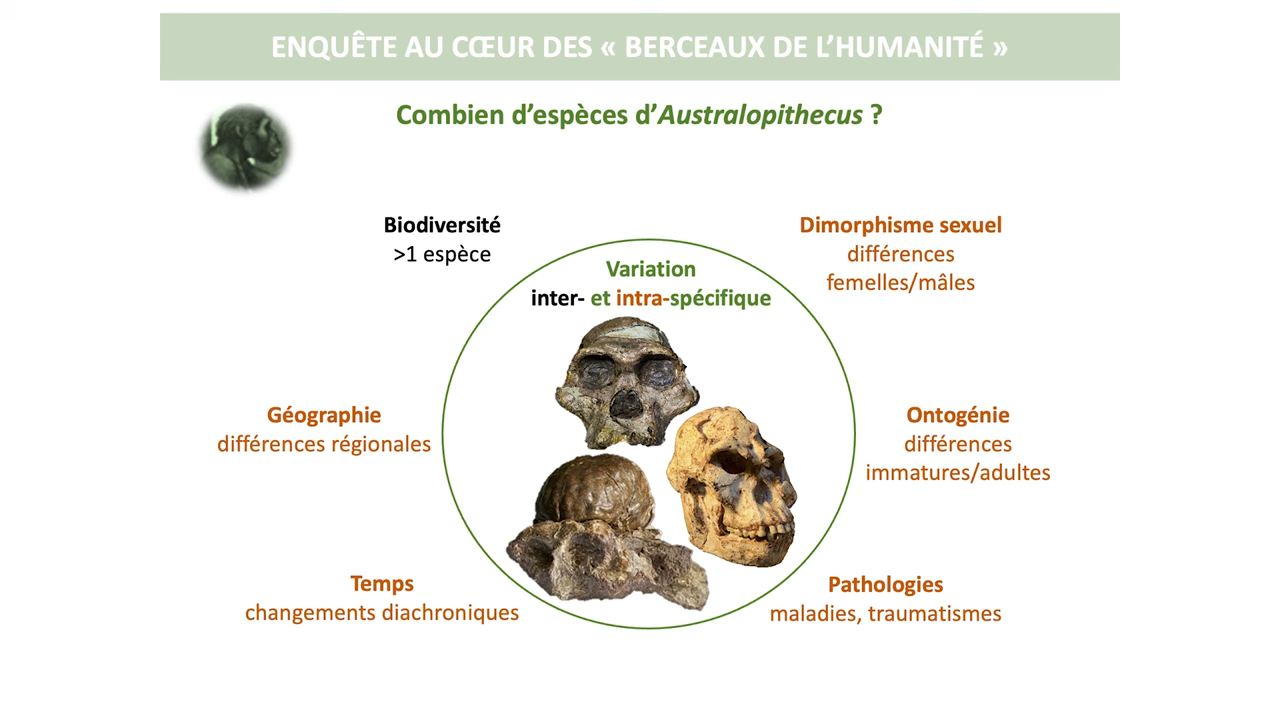 ENQUÊTE AU CŒUR DES « BERCEAUX DE L’HUMANITÉ »
Combien d’espèces d’Australopithecus ?
Biodiversité
>1 espèce
Dimorphisme sexuel
différences
femelles/mâles
Variation
inter- et intra-spécifique
Géographie
différences régionales
Ontogénie
différences
immatures/adultes
Temps
changements diachroniques
Pathologies
maladies, traumatismes